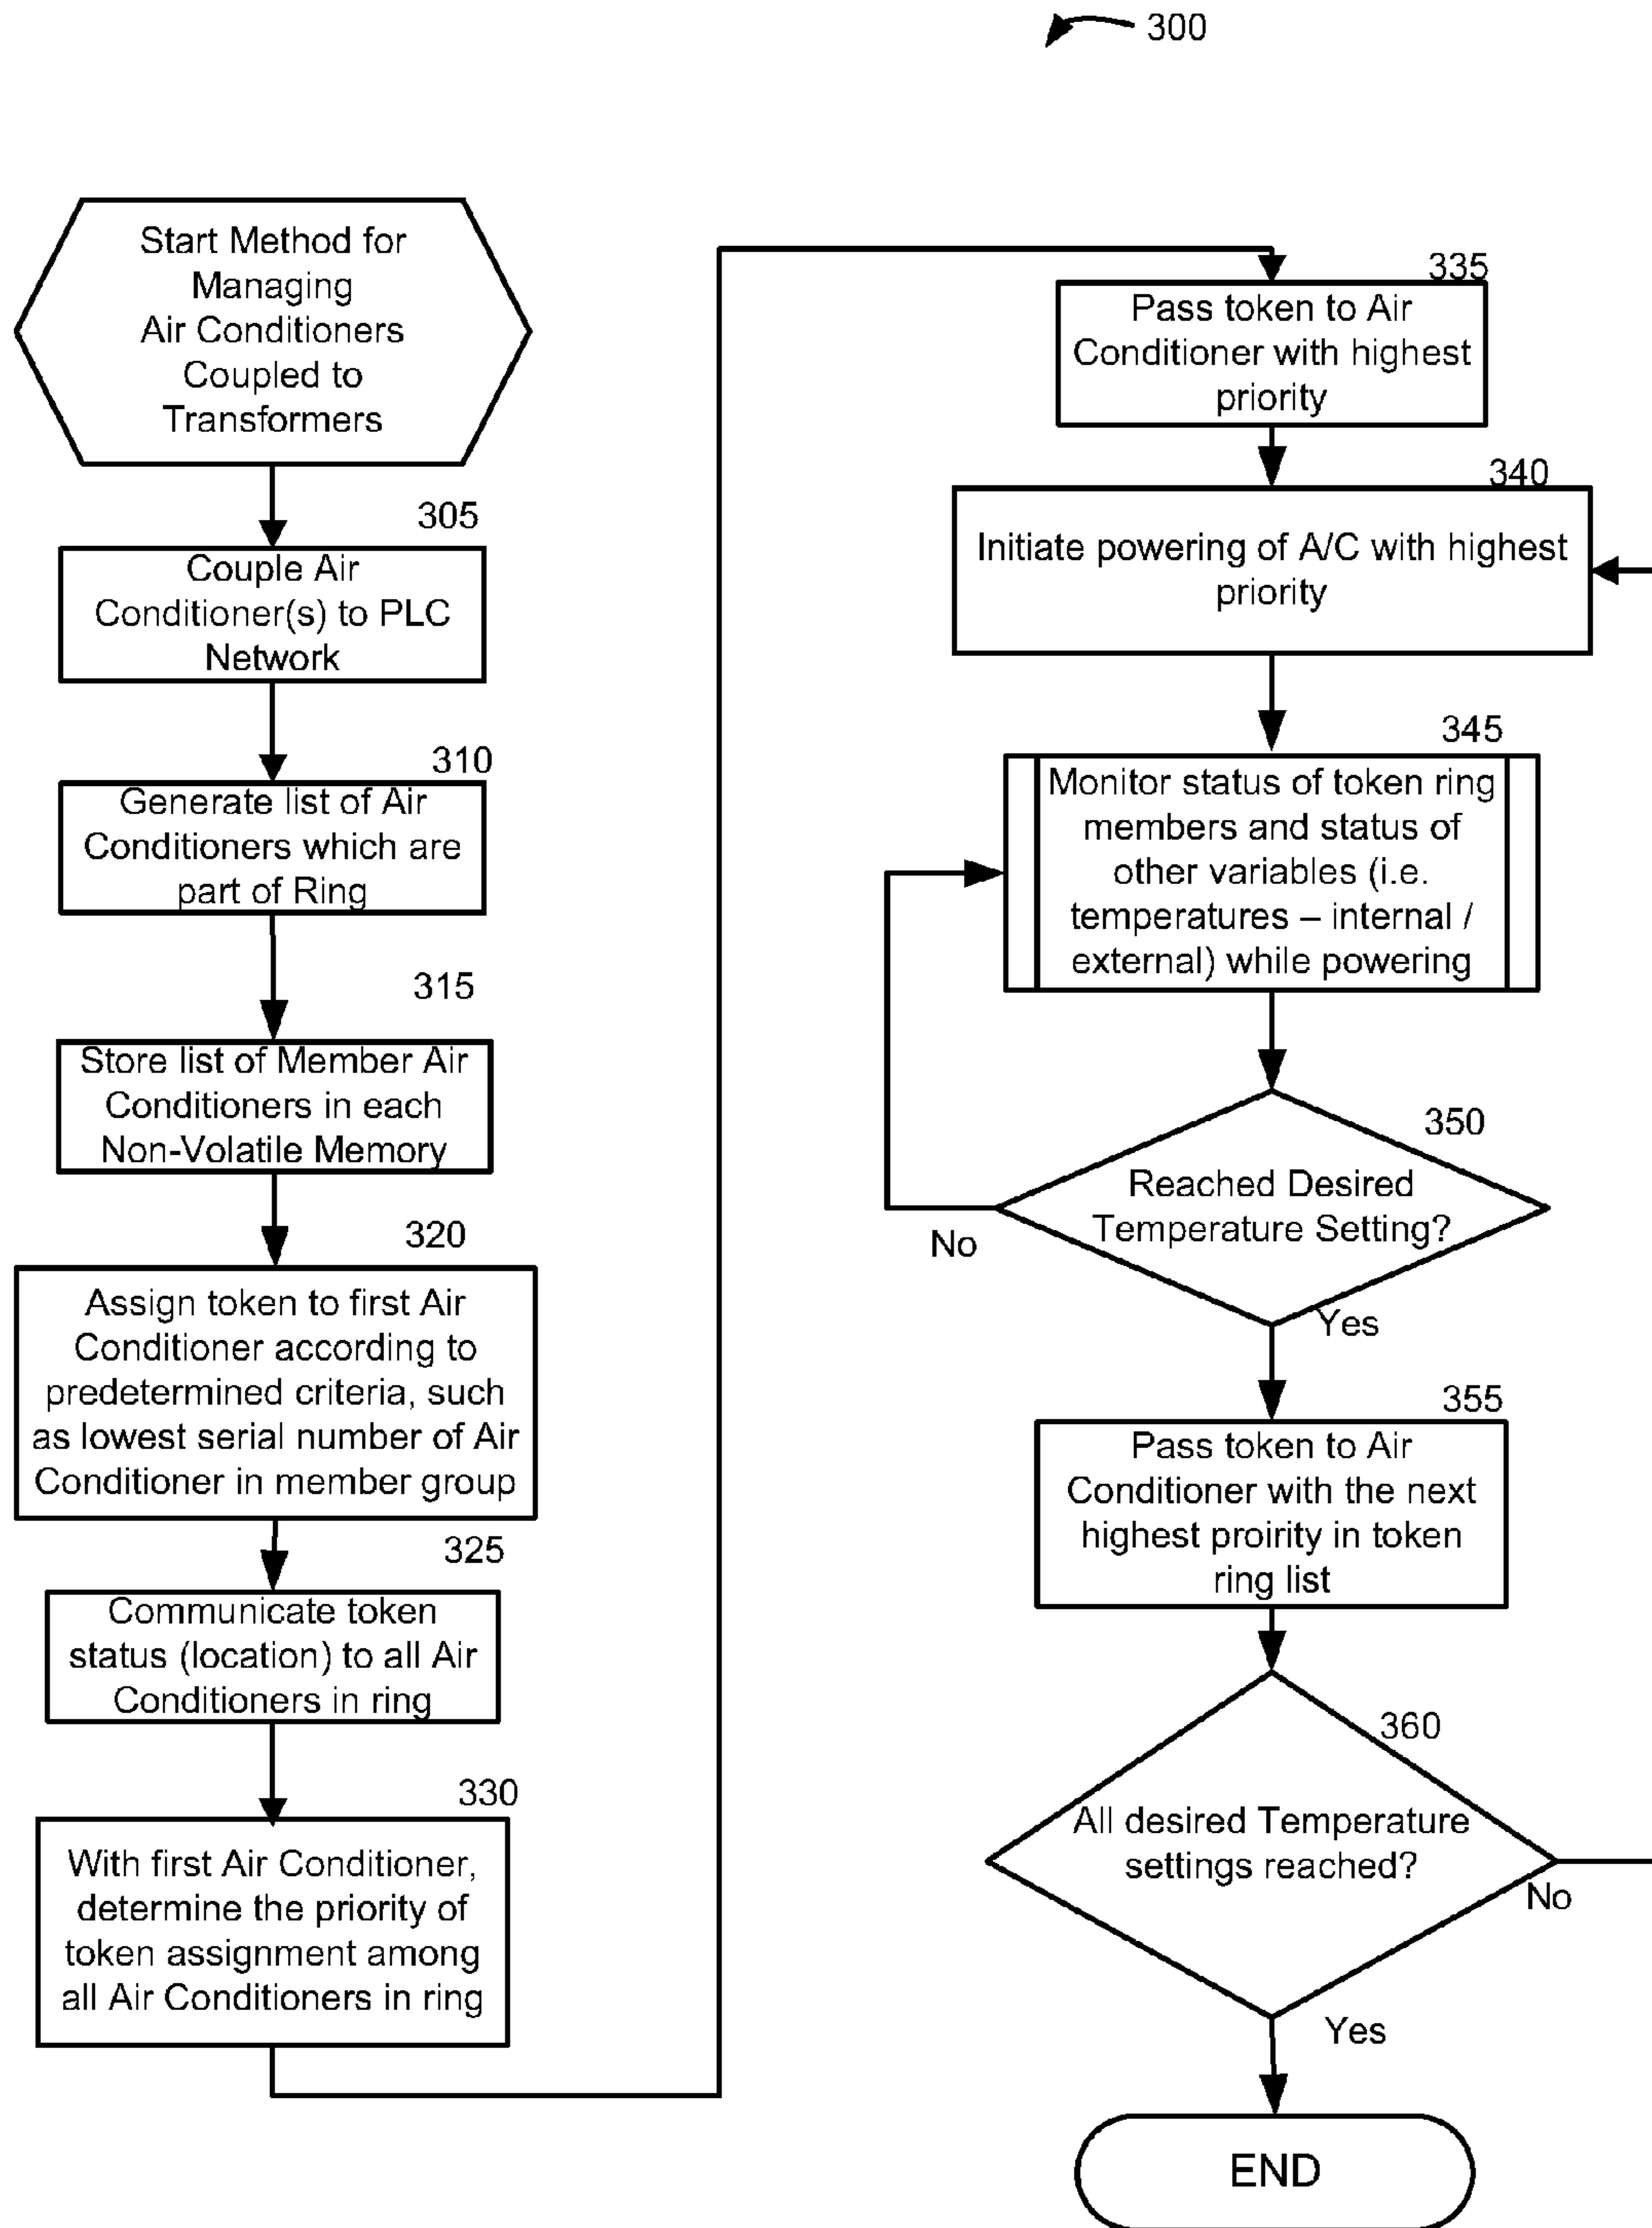 300
Start Method for
Managing
Air Conditioners
Coupled to
Transformers
305
Couple Air
Conditioner(s) to PLC
Network
310
Generate list of Air
Conditioners which are
part of Ring
315
Store list of Member Air
Conditioners in each
Non-Volatile Memory
320
Assign token to first Air
Conditioner according to
predetermined criteria, such
as lowest serial number of Air
Conditioner in member group
325
Communicate token
status (location) to all Air
Conditioners in ring
330
With first Air Conditioner,
determine the priority of
token assignment among
all Air Conditioners in ring
335
Pass token to Air
Conditioner with highest
priority
340
Initiate powering of A/C with highest
priority
345
Monitor status of token ring
members and status of
other variables (i.e.
temperatures – internal /
external) while powering
350
Reached Desired
Temperature Setting?
No
Yes
355
Pass token to Air
Conditioner with the next
highest proirity in token
ring list
360
All desired Temperature
settings reached?
No
Yes
END